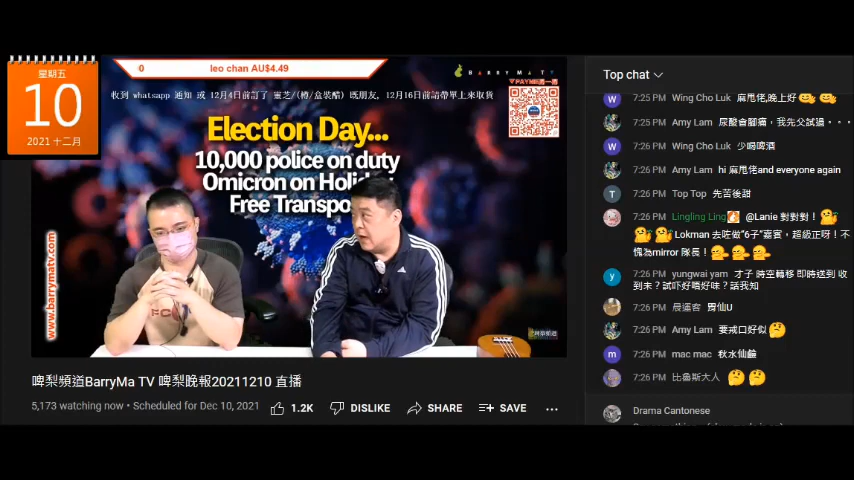 星期五
10
2021 十二月
0 leo chan AU$4.49
BARRYMA TV
收到 whatsapp 通知 或 12月4日前訂了 靈芝/(樽/盒裝醋) 既朋友, 12月16日前請帶單上來取貨
Election Day...
10,000 police on duty
Omicron on Holi
Free Transpo
www.barrymatv.com
啤梨頻道BarryMa TV 啤梨晚報20211210 直播
5,173 watching now • Scheduled for Dec 10, 2021
1.2K DISLIKE SHARE SAVE
Top chat
W 7:25 PM Wing Cho Luk 麻甩佬,晚上好
7:25 PM Amy Lam 尿酸會腳痛，我先父試過・・・
W 7:26 PM Wing Cho Luk 少喝啤酒
7:26 PM Amy Lam hi 麻甩佬and everyone again
T 7:26 PM Top Top 先苦後甜
7:26 PM Lingling Ling @Lanie 對對對！
Lokman 去咗做“6子”嘉賓，超級正呀！不
愧為mirror 隊長！
y 7:26 PM yungwai yam 才子 時空轉移 即時送到 收
到未？試吓好唔好味？話我知
7:26 PM 辰運客 胃仙U
7:26 PM Amy Lam 要戒口好似
m 7:26 PM mac mac 秋水仙鹼
7:26 PM 比魯斯大人
Drama Cantonese